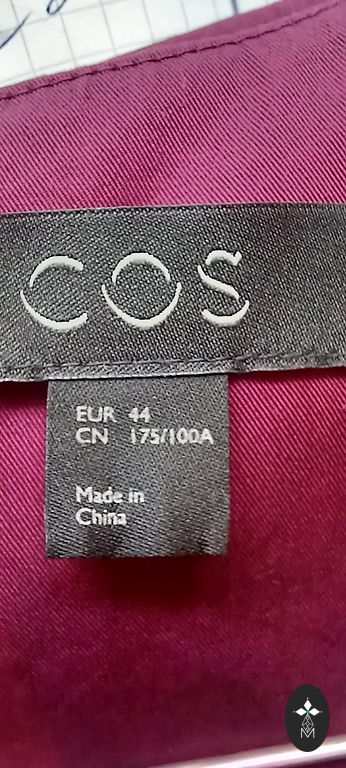 COS
EUR 44
CN 175/100A
Made in
China
M